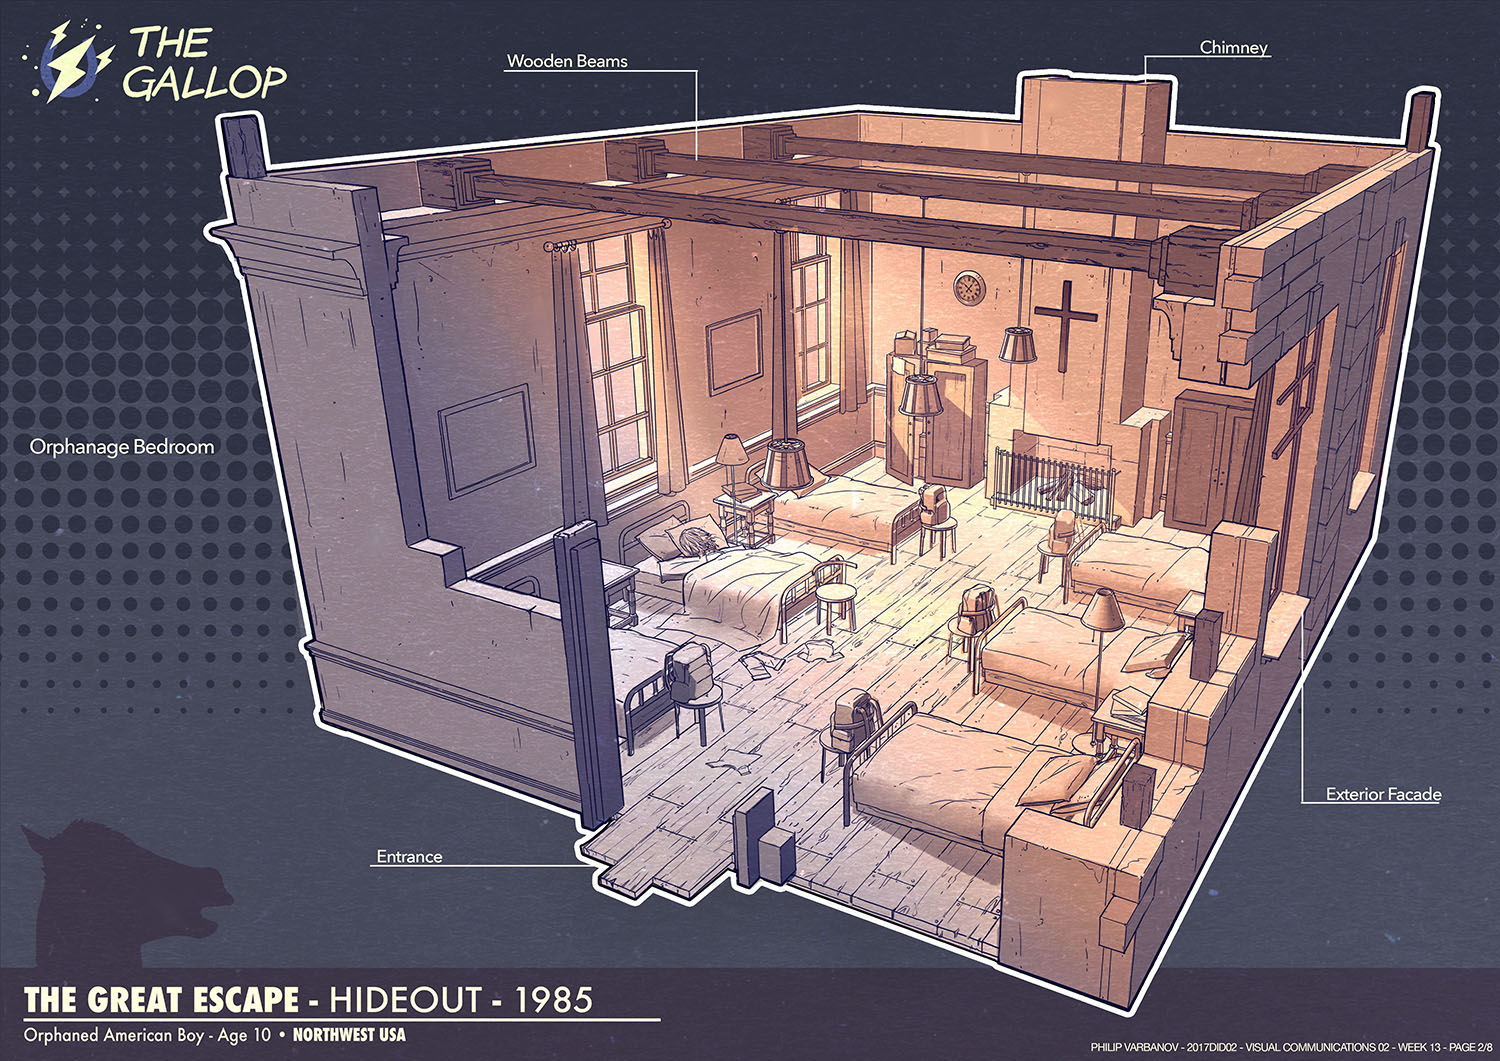 THE
GALLOP
Wooden Beams
Chimney
Orphanage Bedroom
Exterior Facade
Entrance
THE GREAT ESCAPE - HIDEOUT - 1985
Orphaned American Boy - Age 10 • NORTHWEST USA
PHILIP VARBANOV - 2017DID02 - VISUAL COMMUNICATIONS 02 - WEEK 13 - PAGE 2/8